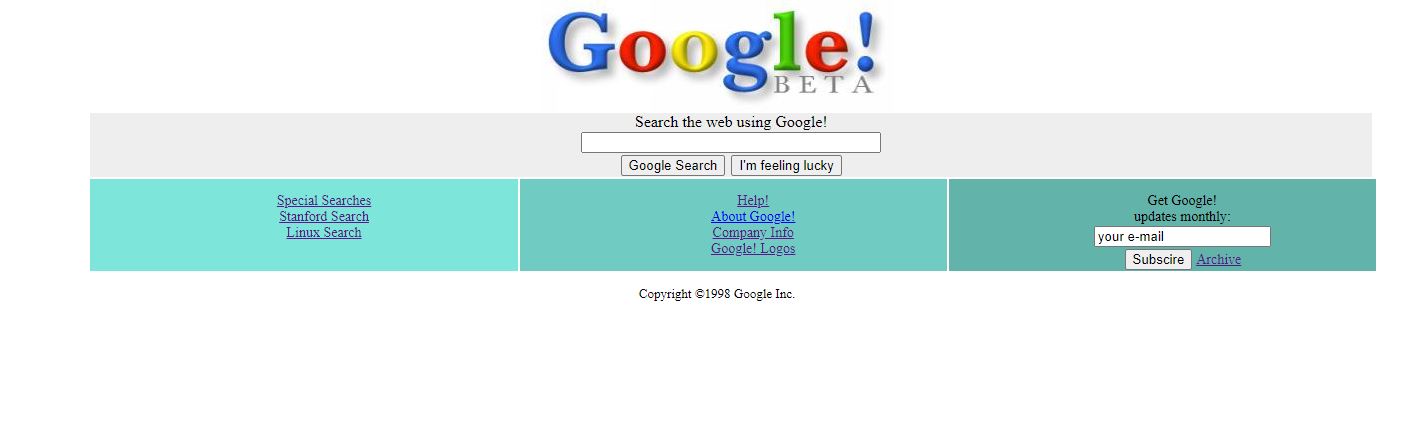 Google!
BETA
Search the web using Google!
Google Search I'm feeling lucky
Special Searches
Stanford Search
Linux Search
Help!
About Google!
Company Info
Google! Logos
Get Google!
updates monthly:
your e-mail
Subscire Archive
Copyright ©1998 Google Inc.